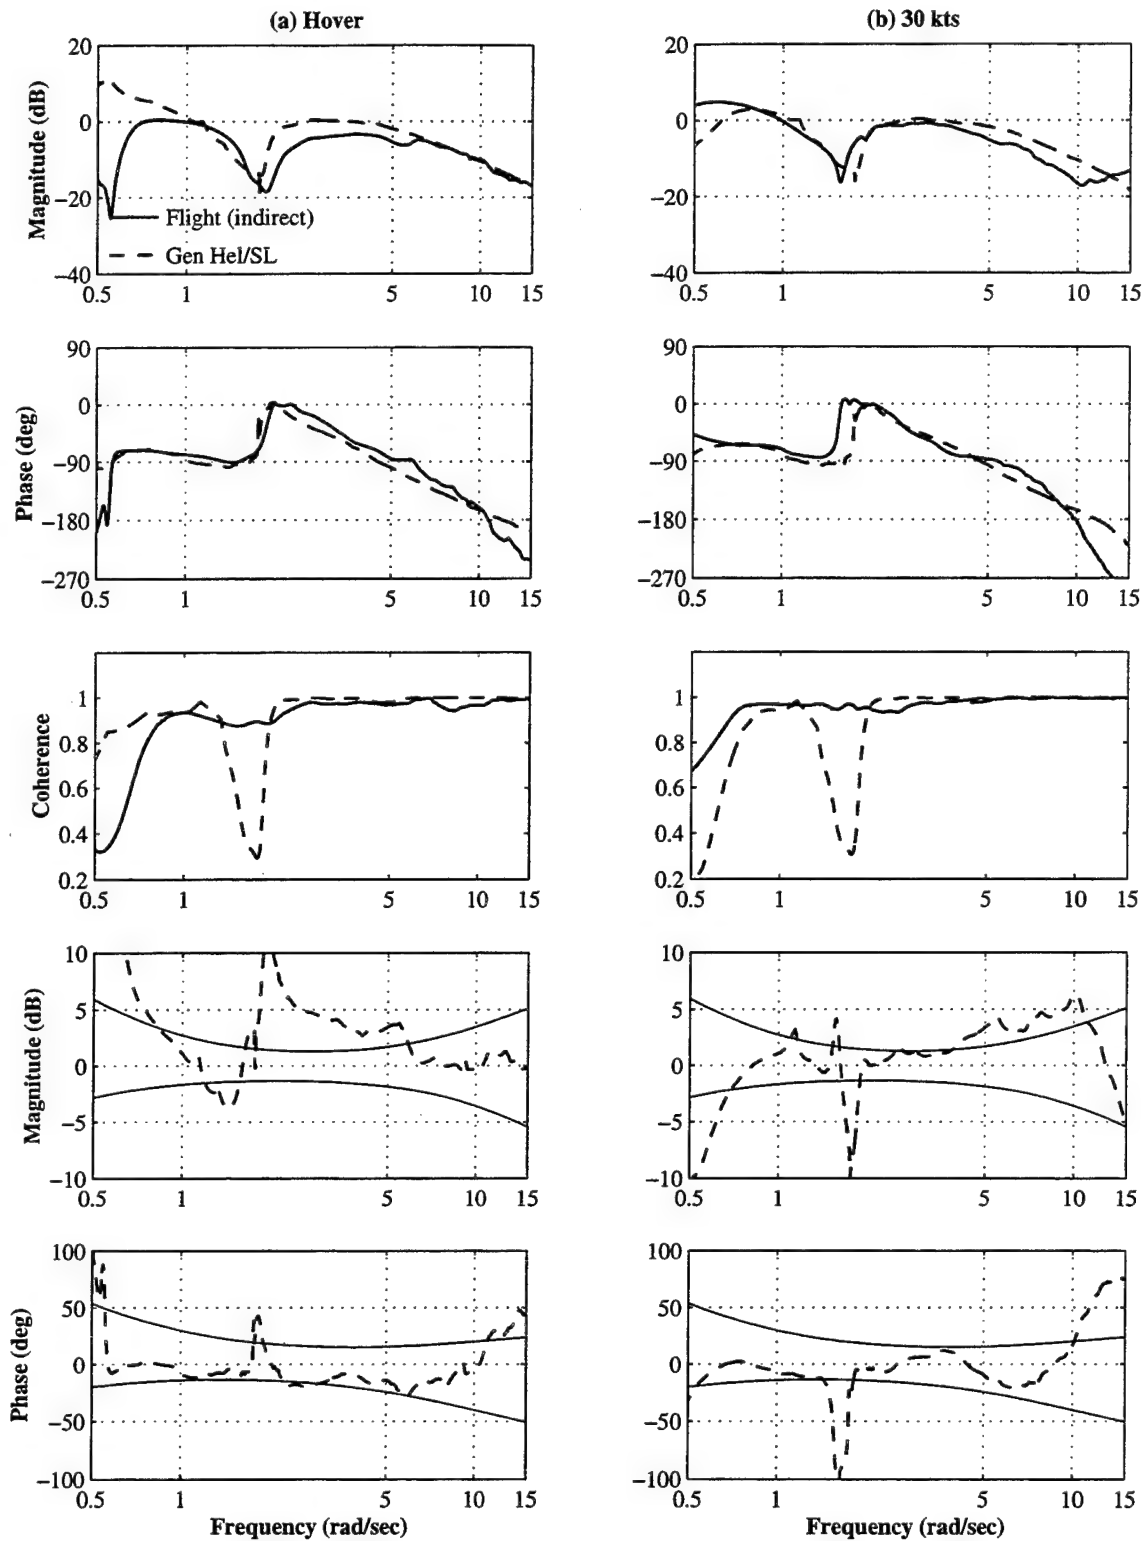 (a) Hover
(b) 30 kts
Magnitude (dB)
20
0
−20
−40
Flight (indirect)
Gen Hel/SL
0.5 1 5 10 15
20
0
−20
−40
0.5 1 5 10 15
Phase (deg)
90
0
−90
−180
−270
0.5 1 5 10 15
90
0
−90
−180
−270
0.5 1 5 10 15
Coherence
1
0.8
0.6
0.4
0.2
0.5 1 5 10 15
1
0.8
0.6
0.4
0.2
0.5 1 5 10 15
Magnitude (dB)
10
5
0
−5
−10
0.5 1 5 10 15
10
5
0
−5
−10
0.5 1 5 10 15
Phase (deg)
100
50
0
−50
−100
0.5 1 5 10 15
Frequency (rad/sec)
100
50
0
−50
−100
0.5 1 5 10 15
Frequency (rad/sec)